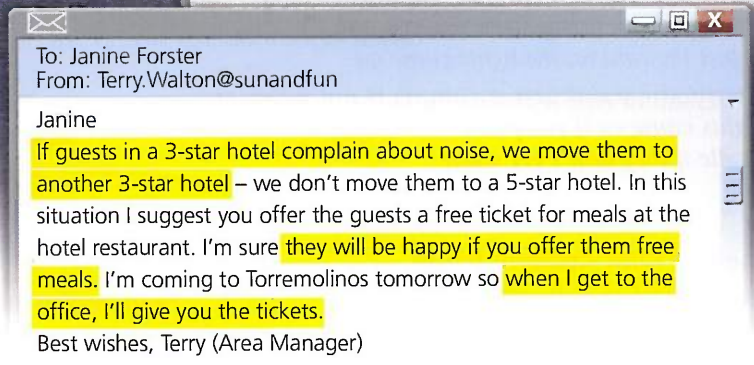 To: Janine Forster
From: Terry.Walton@sunandfun
Janine
If guests in a 3-star hotel complain about noise, we move them to
another 3-star hotel – we don't move them to a 5-star hotel. In this
situation I suggest you offer the guests a free ticket for meals at the
hotel restaurant. I'm sure they will be happy if you offer them free
meals. I'm coming to Torremolinos tomorrow so when I get to the
office, I'll give you the tickets.
Best wishes, Terry (Area Manager)